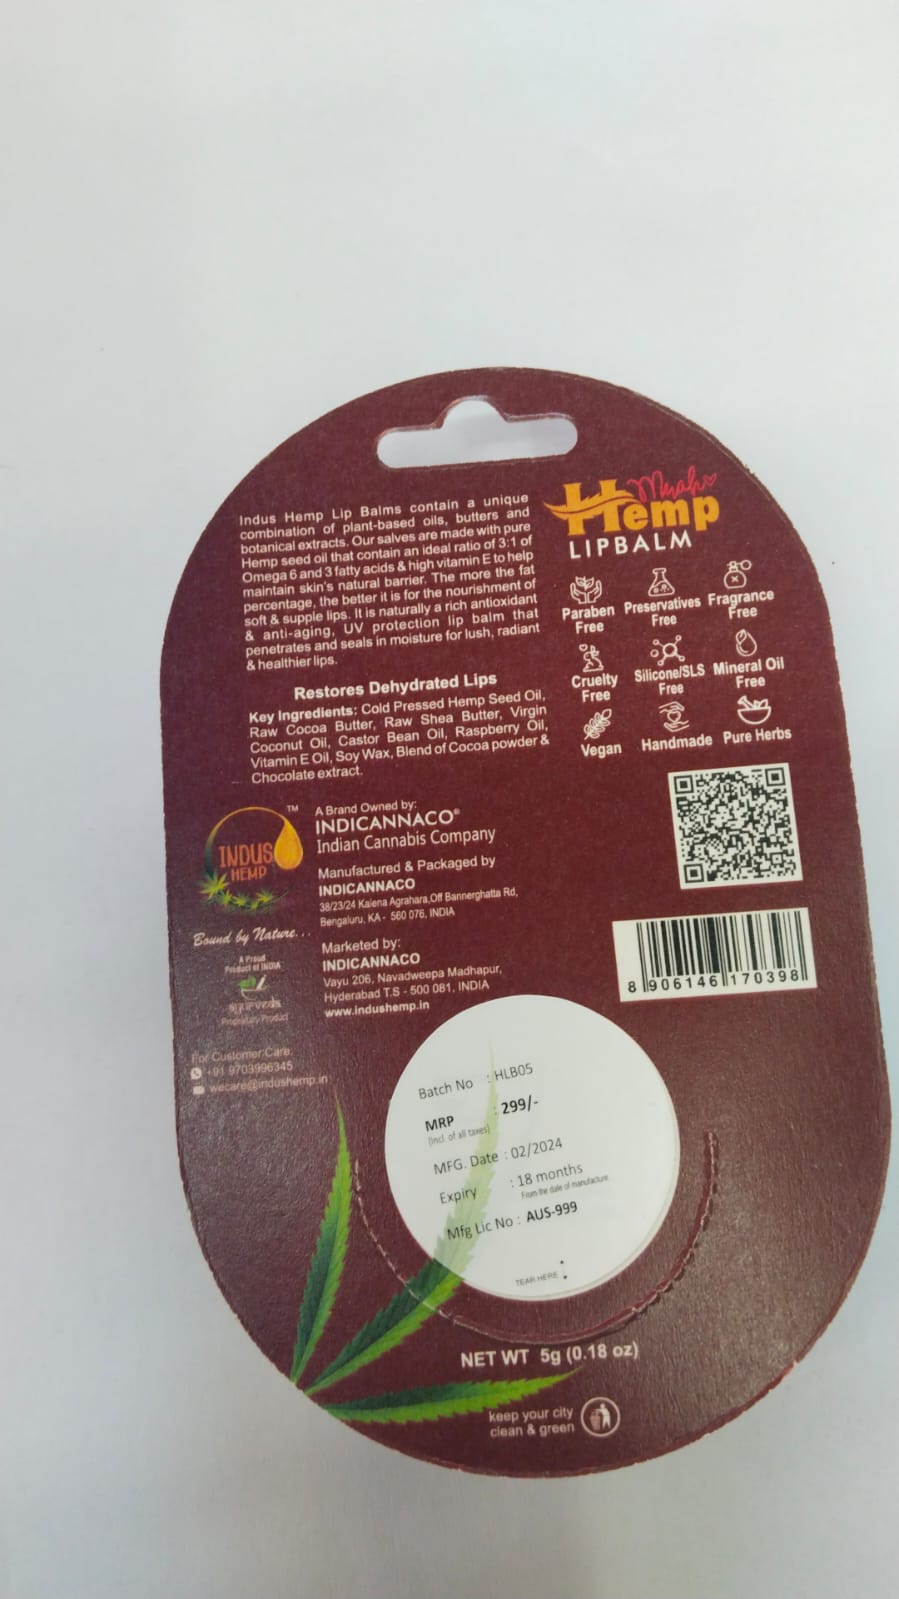 Indus Hemp Lip Balms contain a unique
combination of plant-based oils, butters and
botanical extracts. Our salves are made with pure
Hemp seed oil that contain an ideal ratio of 3:1 of
Omega 6 and 3 fatty acids & high vitamin E to help
maintain skin's natural barrier. The more the fat
percentage, the better it is for the nourishment of
soft & supple lips. It is naturally a rich antioxidant
& anti-aging, UV protection lip balm that
penetrates and seals in moisture for lush, radiant
& healthier lips.
Restores Dehydrated Lips
Key Ingredients: Cold Pressed Hemp Seed Oil,
Raw Cocoa Butter, Raw Shea Butter, Virgin
Coconut Oil, Castor Bean Oil, Raspberry Oil,
Vitamin E Oil, Soy Wax, Blend of Cocoa powder &
Chocolate extract.
Muah
Hemp
LIPBALM
Paraben Free
Preservatives Free
Fragrance Free
Cruelty Free
Silicone/SLS Free
Mineral Oil Free
Vegan
Handmade
Pure Herbs
INDUS
HEMP
TM
Bound by Nature...
A Proud
Product of INDIA
ayurveda
Proprietary Product
A Brand Owned by:
INDICANNACO®
Indian Cannabis Company
Manufactured & Packaged by
INDICANNACO
38/23/24 Kalena Agrahara,Off Bannerghatta Rd,
Bengaluru, KA - 560 076, INDIA
Marketed by:
INDICANNACO
Vayu 206, Navadweepa Madhapur,
Hyderabad T.S - 500 081, INDIA
www.indushemp.in
8 906146 170398
For Customer Care:
+91 9703996345
wecare@indushemp.in
Batch No : HLB05
MRP : 299/-
(Incl. of all taxes)
MFG. Date : 02/2024
Expiry : 18 months
From the date of manufacture
Mfg Lic No : AUS-999
TEAR HERE
NET WT 5g (0.18 oz)
keep your city
clean & green